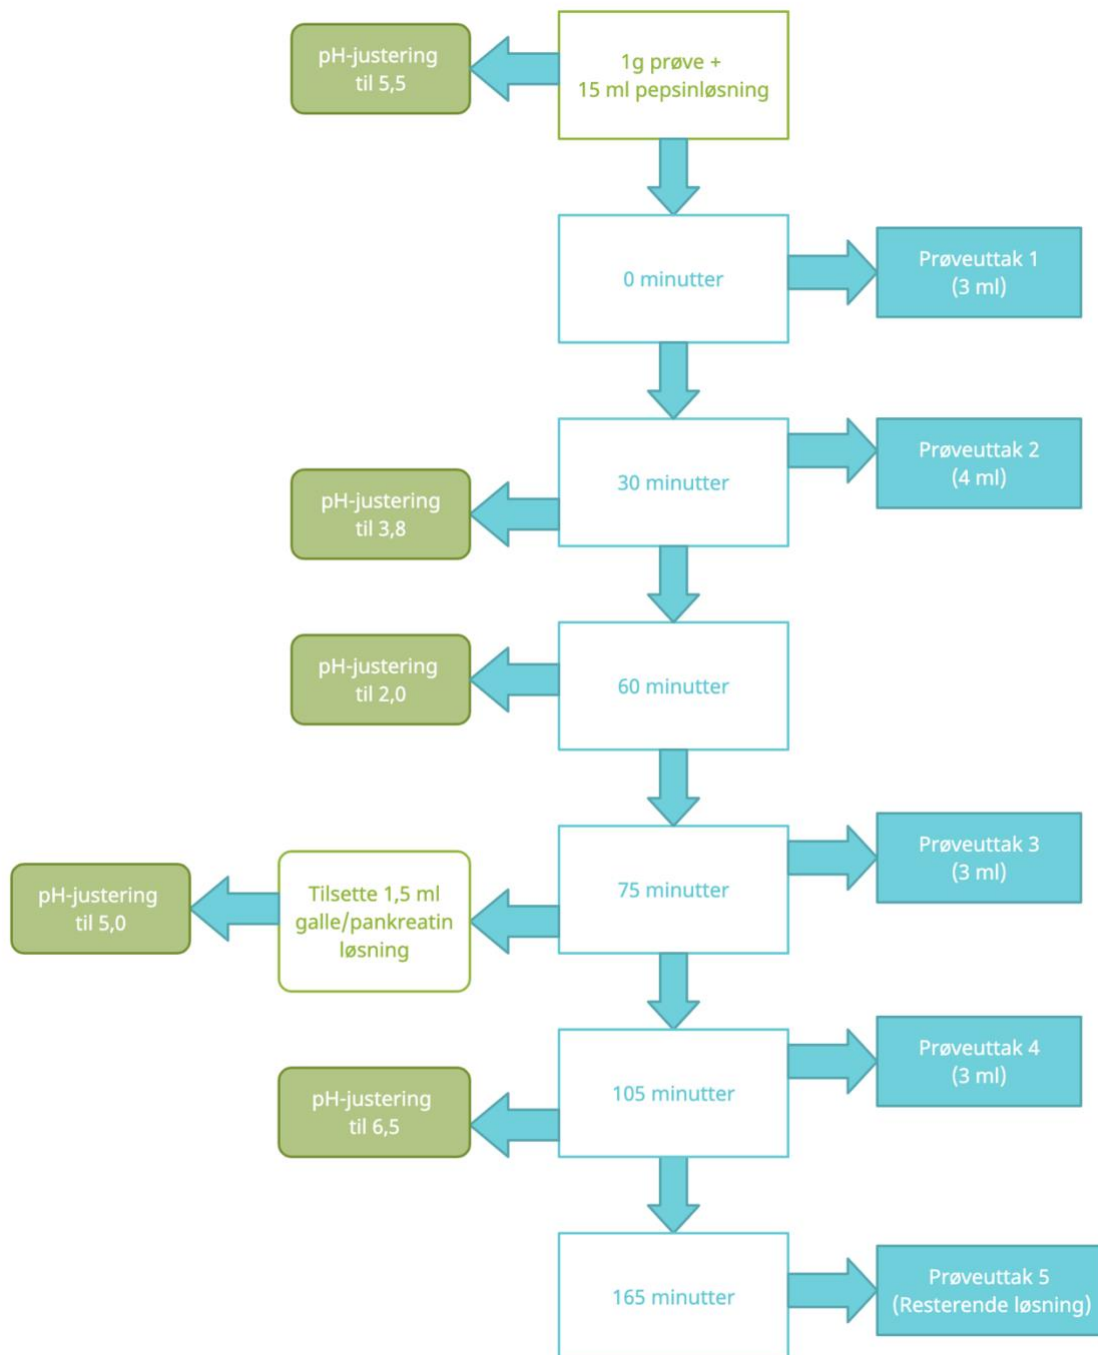 pH-justering
til 5,5
1g prøve +
15 ml pepsinløsning
0 minutter
Prøveuttak 1
(3 ml)
30 minutter
Prøveuttak 2
(4 ml)
pH-justering
til 3,8
60 minutter
pH-justering
til 2,0
75 minutter
Prøveuttak 3
(3 ml)
Tilsette 1,5 ml
galle/pankreatin
løsning
pH-justering
til 5,0
105 minutter
Prøveuttak 4
(3 ml)
pH-justering
til 6,5
165 minutter
Prøveuttak 5
(Resterende løsning)